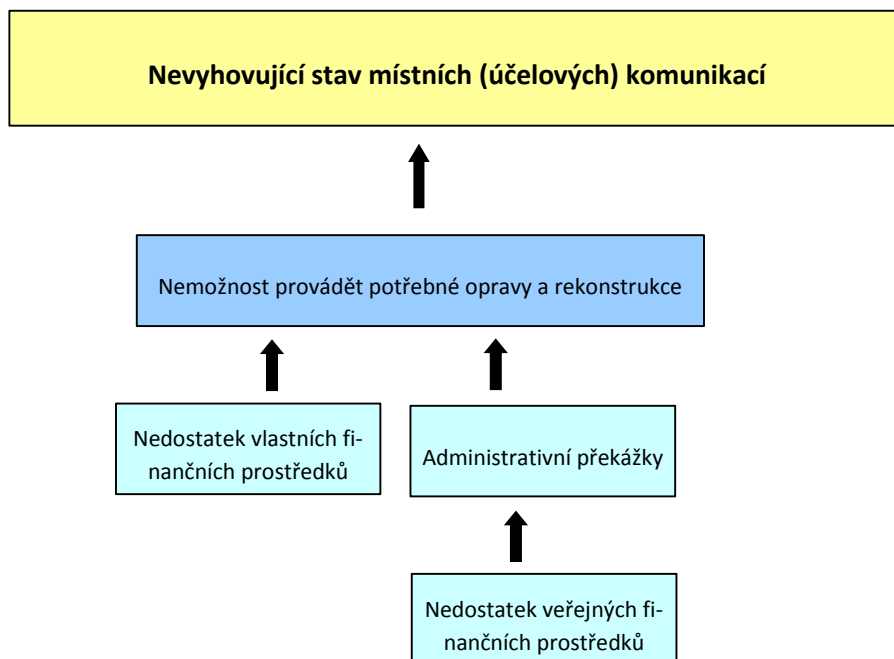 Nevyhovující stav místních (účelových) komunikací
Nemožnost provádět potřebné opravy a rekonstrukce
Nedostatek vlastních fi-
nančních prostředků
Administrativní překážky
Nedostatek veřejných fi-
nančních prostředků